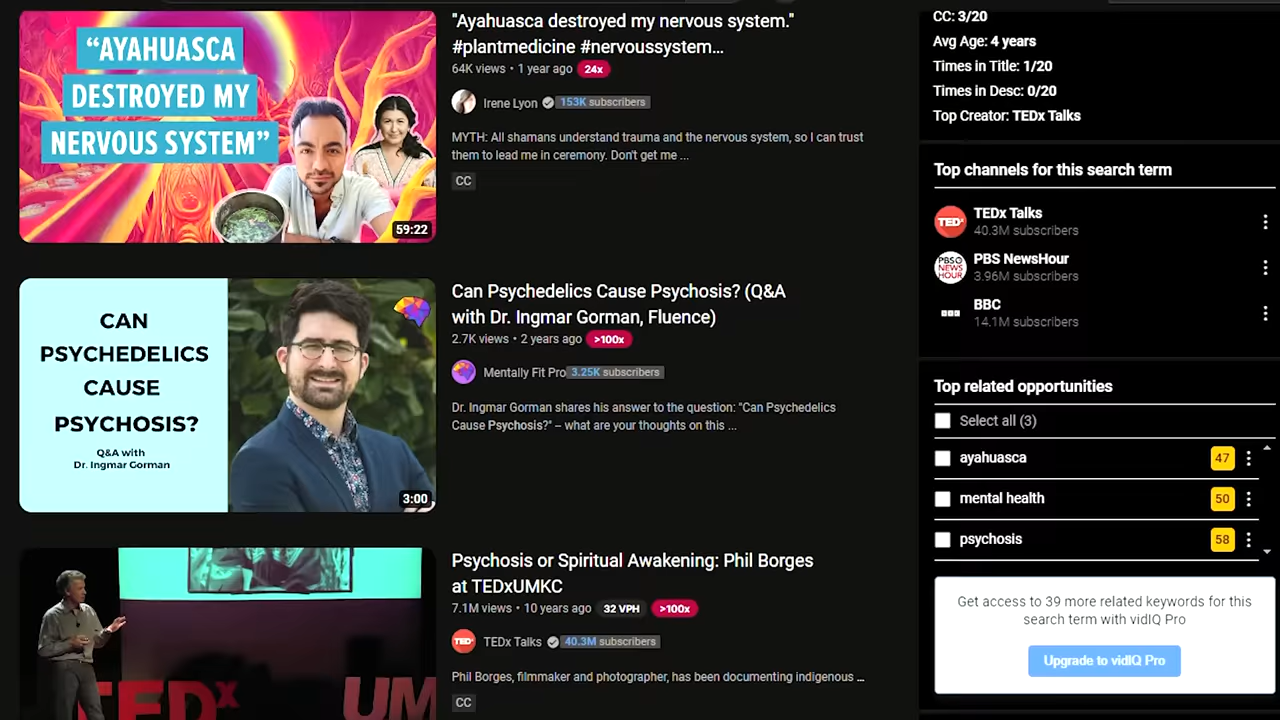 “AYAHUASCA
DESTROYED MY
NERVOUS SYSTEM”
59:22
"Ayahuasca destroyed my nervous system."
#plantmedicine #nervoussystem…
64K views • 1 year ago 24x
Irene Lyon 153K subscribers
MYTH: All shamans understand trauma and the nervous system, so I can trust
them to lead me in ceremony. Don't get me ...
CC
CAN
PSYCHEDELICS
CAUSE
PSYCHOSIS?
Q&A with
Dr. Ingmar Gorman
3:00
Can Psychedelics Cause Psychosis? (Q&A
with Dr. Ingmar Gorman, Fluence)
2.7K views • 2 years ago >100x
Mentally Fit Pro 3.25K subscribers
Dr. Ingmar Gorman shares his answer to the question: "Can Psychedelics
Cause Psychosis?" – what are your thoughts on this ...
TEDx
UM
Psychosis or Spiritual Awakening: Phil Borges
at TEDxUMKC
7.1M views • 10 years ago 32 VPH >100x
TEDx TEDx Talks 40.3M subscribers
Phil Borges, filmmaker and photographer, has been documenting indigenous ...
CC
CC: 3/20
Avg Age: 4 years
Times in Title: 1/20
Times in Desc: 0/20
Top Creator: TEDx Talks
Top channels for this search term
TEDx TEDx Talks
40.3M subscribers
PBS NEWS HOUR PBS NewsHour
3.96M subscribers
BBC BBC
14.1M subscribers
Top related opportunities
Select all (3)
ayahuasca 47
mental health 50
psychosis 58
Get access to 39 more related keywords for this
search term with vidIQ Pro
Upgrade to vidIQ Pro